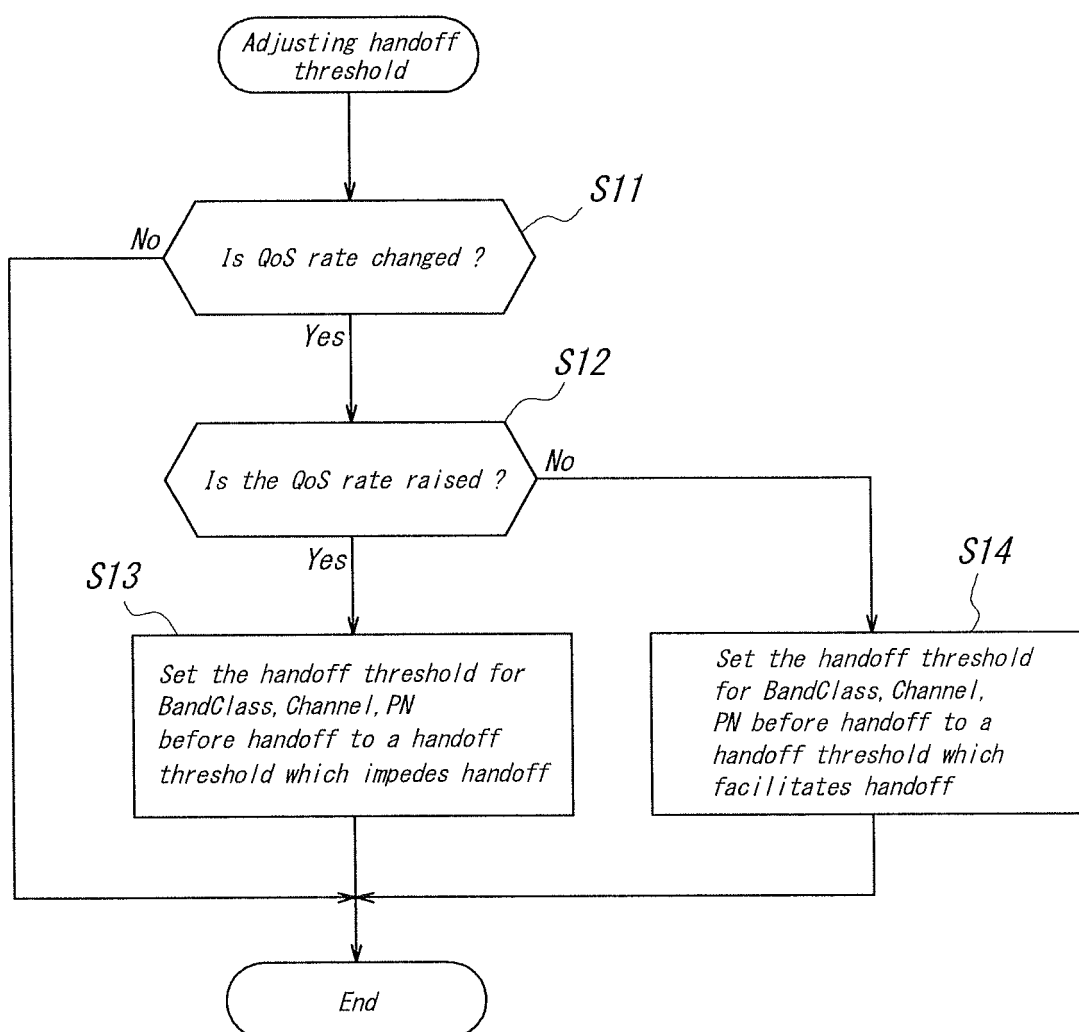 Adjusting handoff
threshold
S11
No
Is QoS rate changed ?
Yes
S12
Is the QoS rate raised ?
No
Yes
S13
S14
Set the handoff threshold for
BandClass, Channel, PN
before handoff to a handoff
threshold which impedes handoff
Set the handoff threshold
for BandClass, Channel,
PN before handoff to a
handoff threshold which
facilitates handoff
End